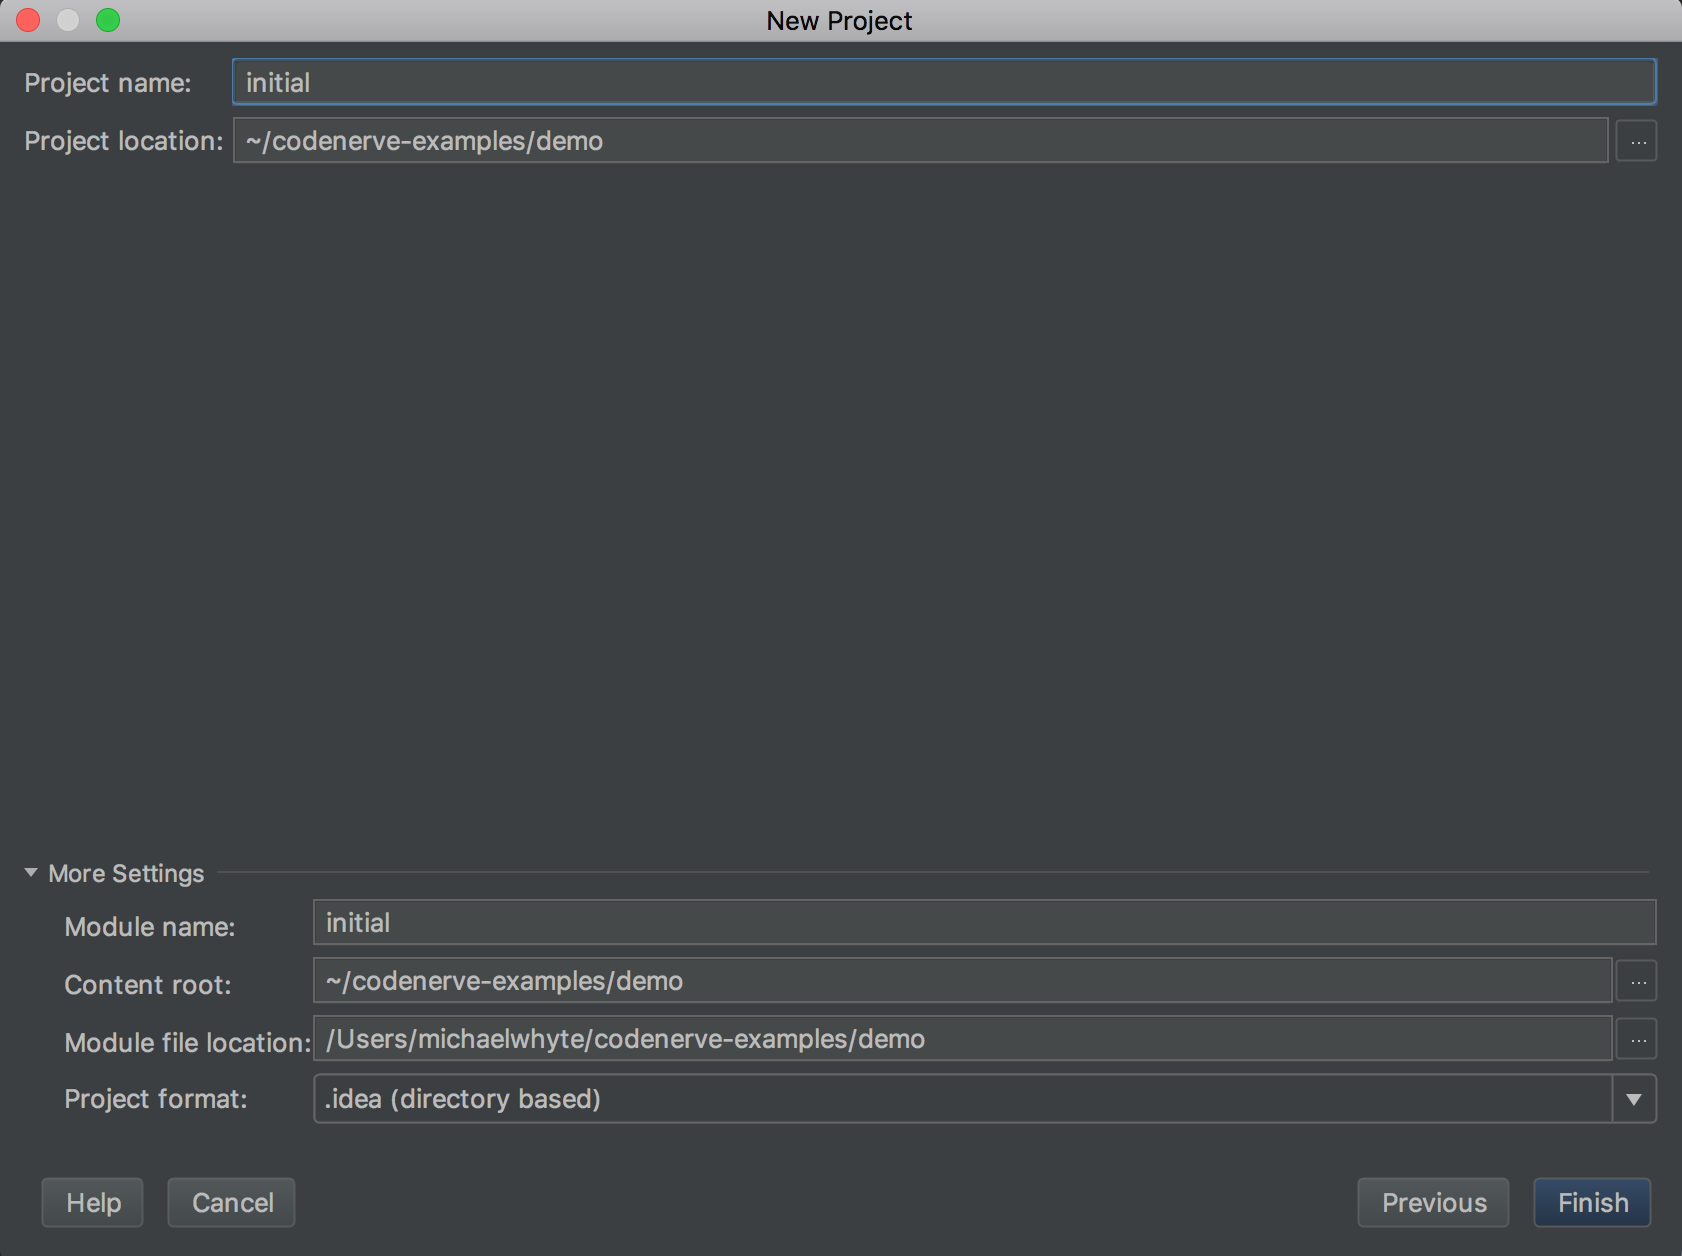 New Project
Project name: initial
Project location: ~/codenerve-examples/demo ...
More Settings
Module name: initial
Content root: ~/codenerve-examples/demo ...
Module file location: /Users/michaelwhyte/codenerve-examples/demo ...
Project format: .idea (directory based)
Help Cancel Previous Finish